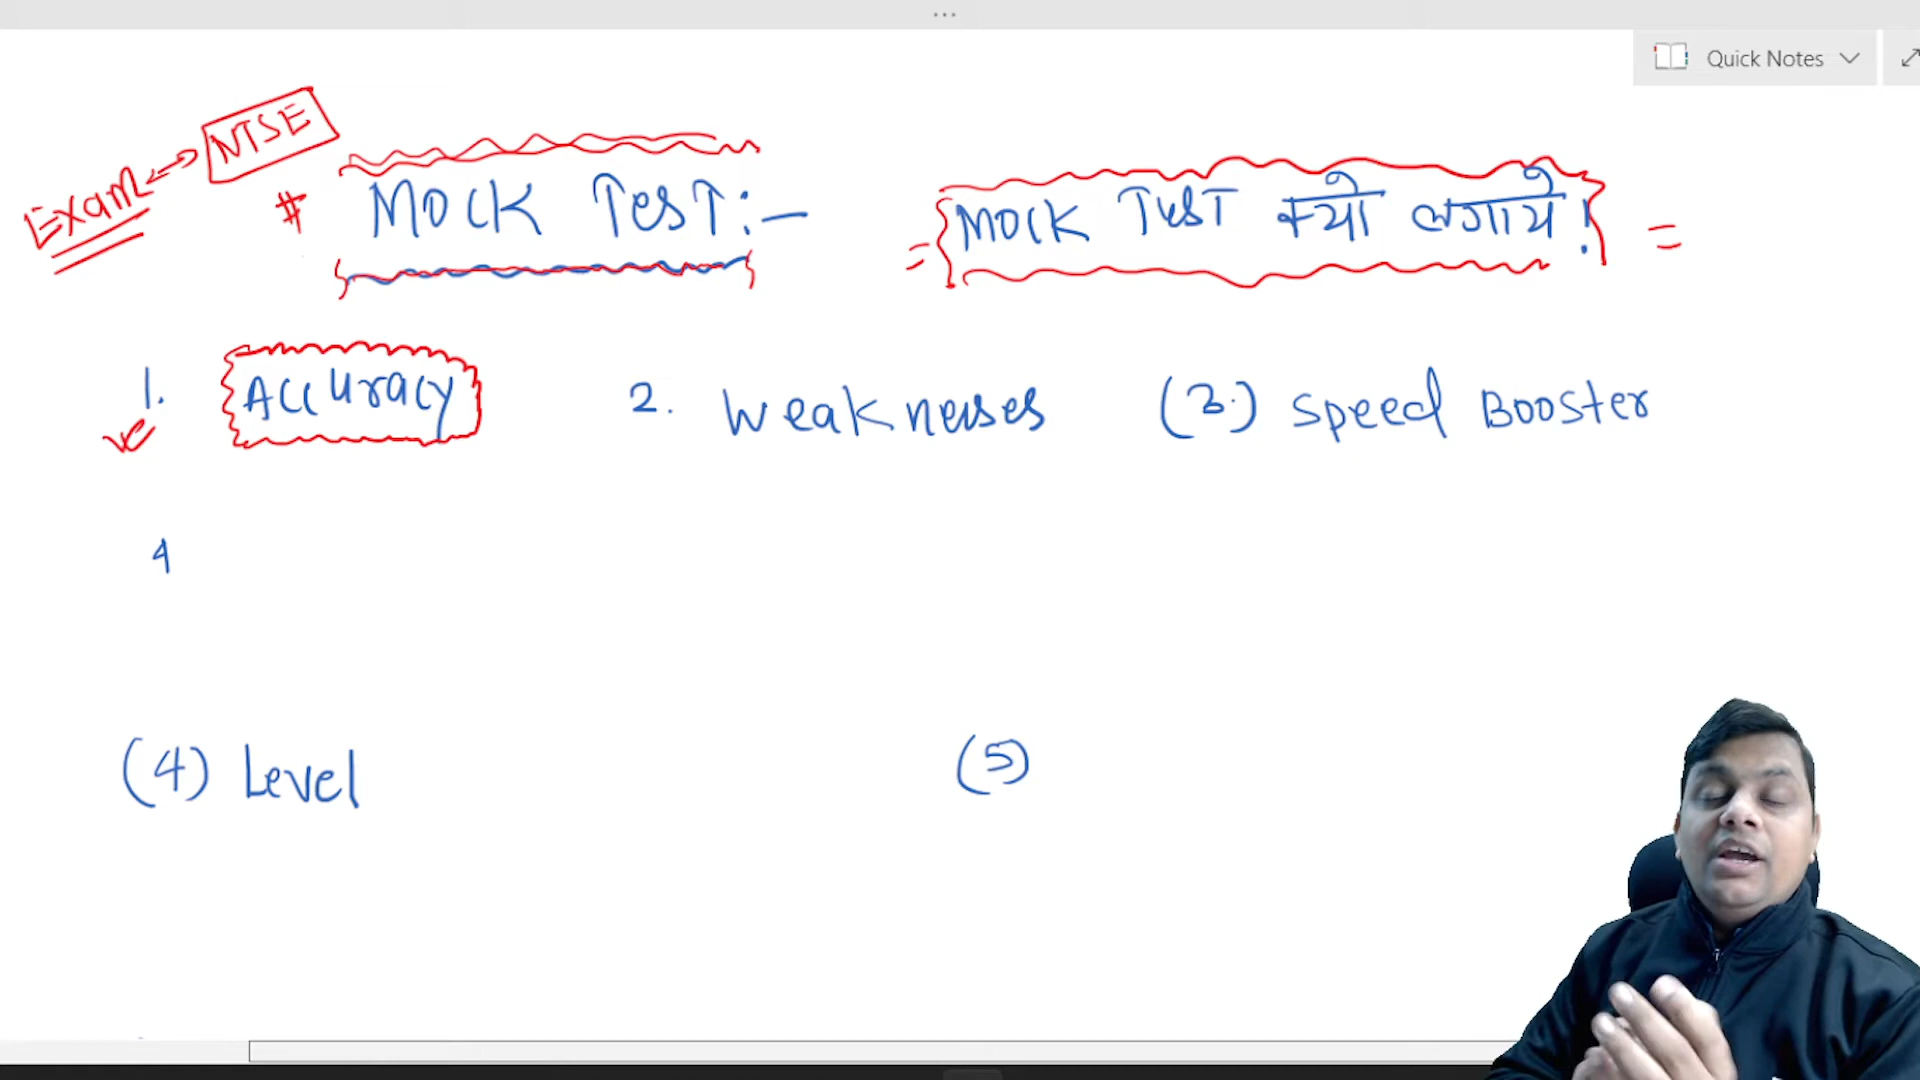 ...
Quick Notes
Exam NTSE
# MOCK TEST:-
= MOCK TEST क्यो लगाये! =
1. Accuracy
2. Weaknesses
(3.) Speed Booster
4
(4) Level
(5)